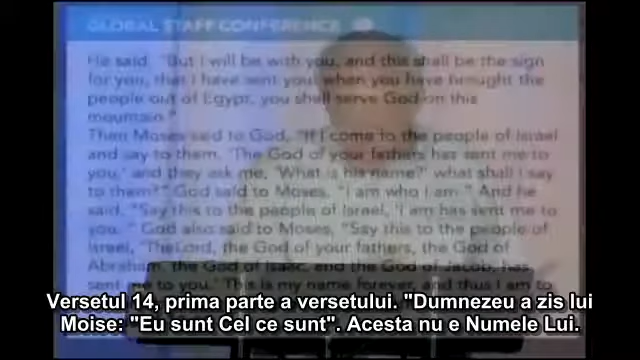 GLOBAL STAFF CONFERENCE
He said, "But I will be with you, and this shall be the sign
for you, that I have sent you: when you have brought the
people out of Egypt, you shall serve God on this
mountain."
Then Moses said to God, "If I come to the people of Israel
and say to them, 'The God of your fathers has sent me to
you,' and they ask me, 'What is his name?' what shall I say
to them?" God said to Moses, "I am who I am." And he
said, "Say this to the people of Israel, 'I am has sent me to
you.'" God also said to Moses, "Say this to the people of
Israel, 'The Lord, the God of your fathers, the God of
Abraham, the God of Isaac, and the God of Jacob, has
sent me to you.' This is my name forever, and thus I am to
Versetul 14, prima parte a versetului. "Dumnezeu a zis lui
Moise: "Eu sunt Cel ce sunt". Acesta nu e Numele Lui.